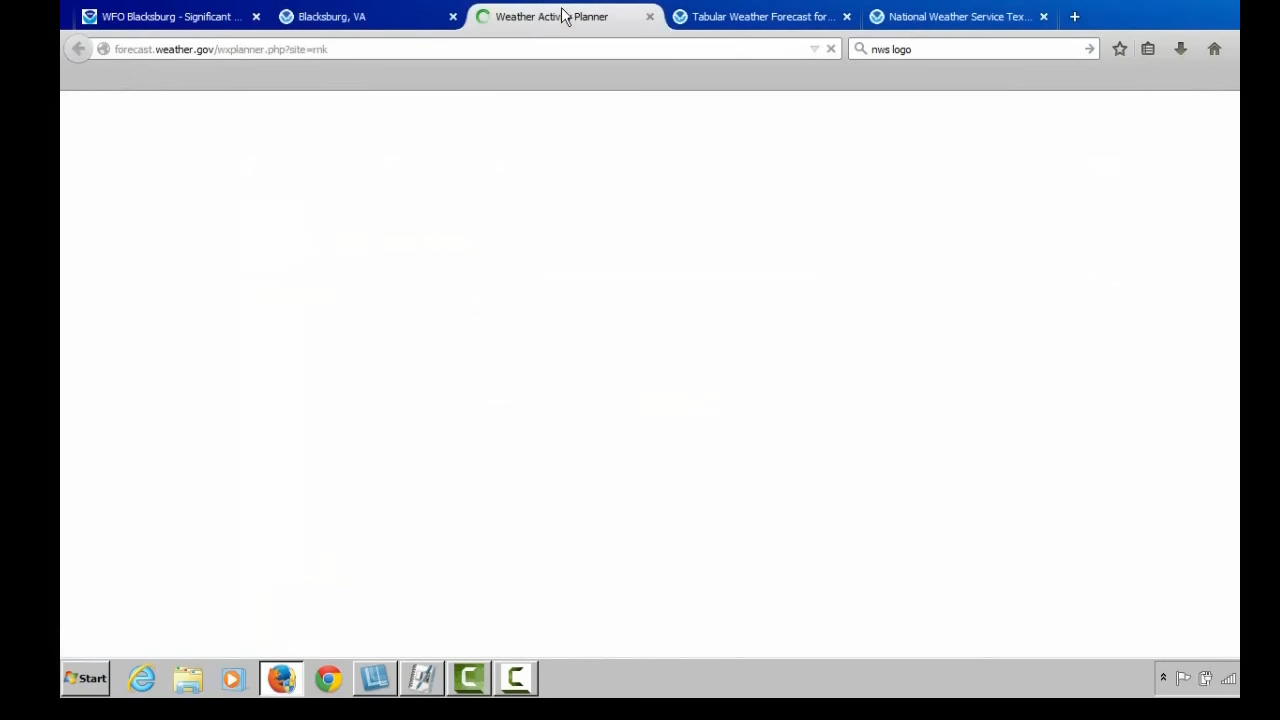 WFO Blacksburg - Significant ...
Blacksburg, VA
Weather Activi Planner
Tabular Weather Forecast for...
National Weather Service Tex...
forecast.weather.gov/wxplanner.php?site=rnk
nws logo
Start